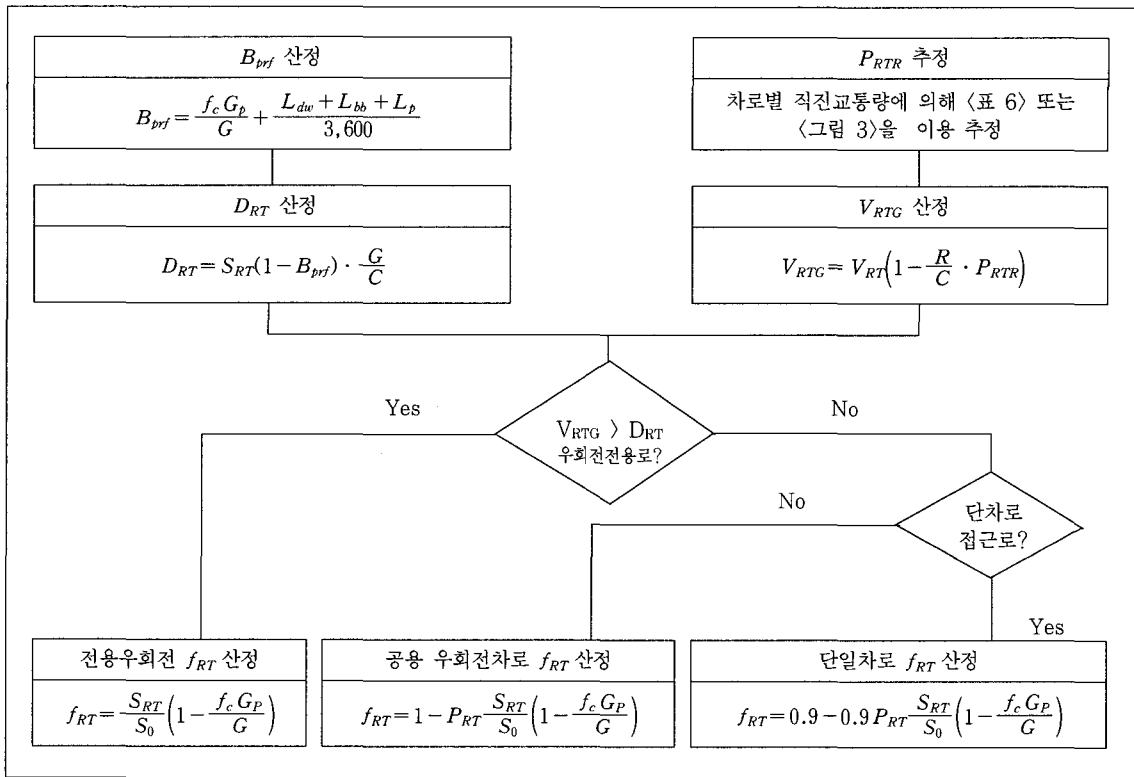 B_prf 산정
B_prf = f_c G_p / G + L_dw + L_bb + L_p / 3,600
P_RTR 추정
차로별 직진교통량에 의해 〈표 6〉 또는
〈그림 3〉을 이용 추정
D_RT 산정
D_RT = S_RT(1 - B_prf) · G / C
V_RTG 산정
V_RTG = V_RT(1 - R / C · P_RTR)
Yes
V_RTG 〉 D_RT
우회전전용로?
No
No
단차로
접근로?
Yes
전용우회전 f_RT 산정
f_RT = S_RT / S_0 (1 - f_c G_P / G)
공용 우회전차로 f_RT 산정
f_RT = 1 - P_RT S_RT / S_0 (1 - f_c G_P / G)
단일차로 f_RT 산정
f_RT = 0.9 - 0.9 P_RT S_RT / S_0 (1 - f_c G_P / G)